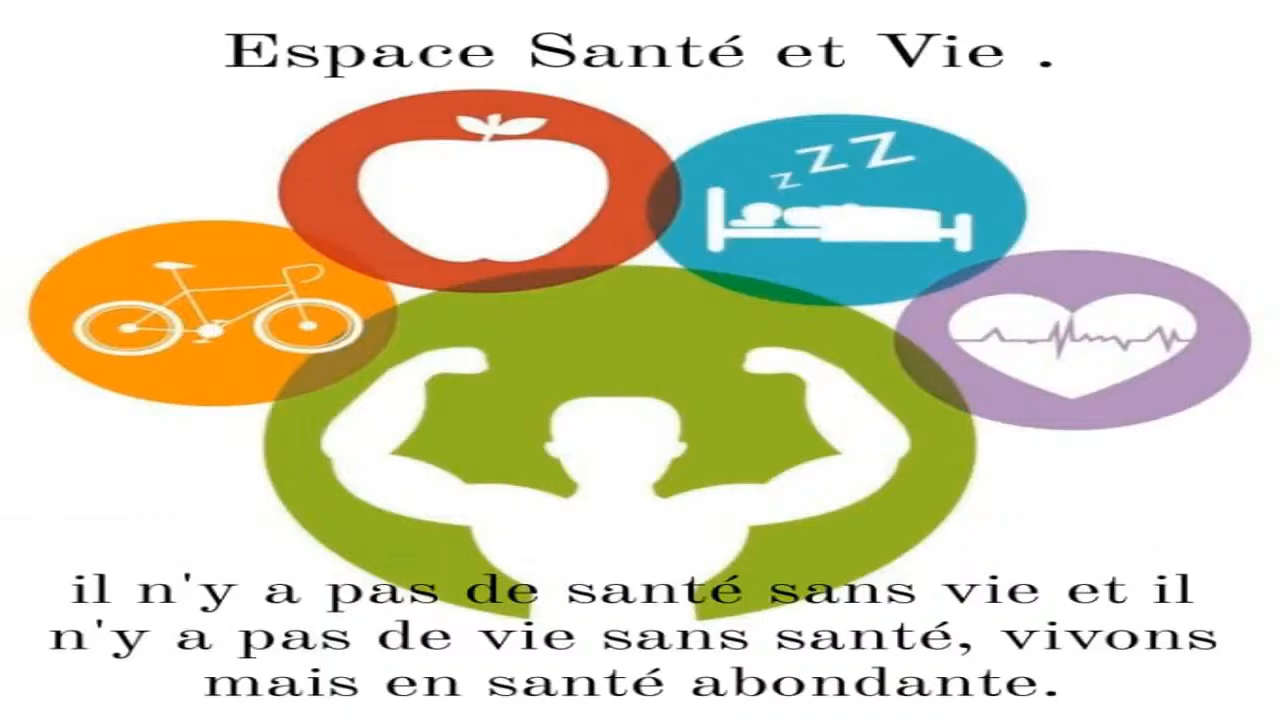 Espace Santé et Vie .
z Z Z
il n'y a pas de santé sans vie et il
n'y a pas de vie sans santé, vivons
mais en santé abondante.